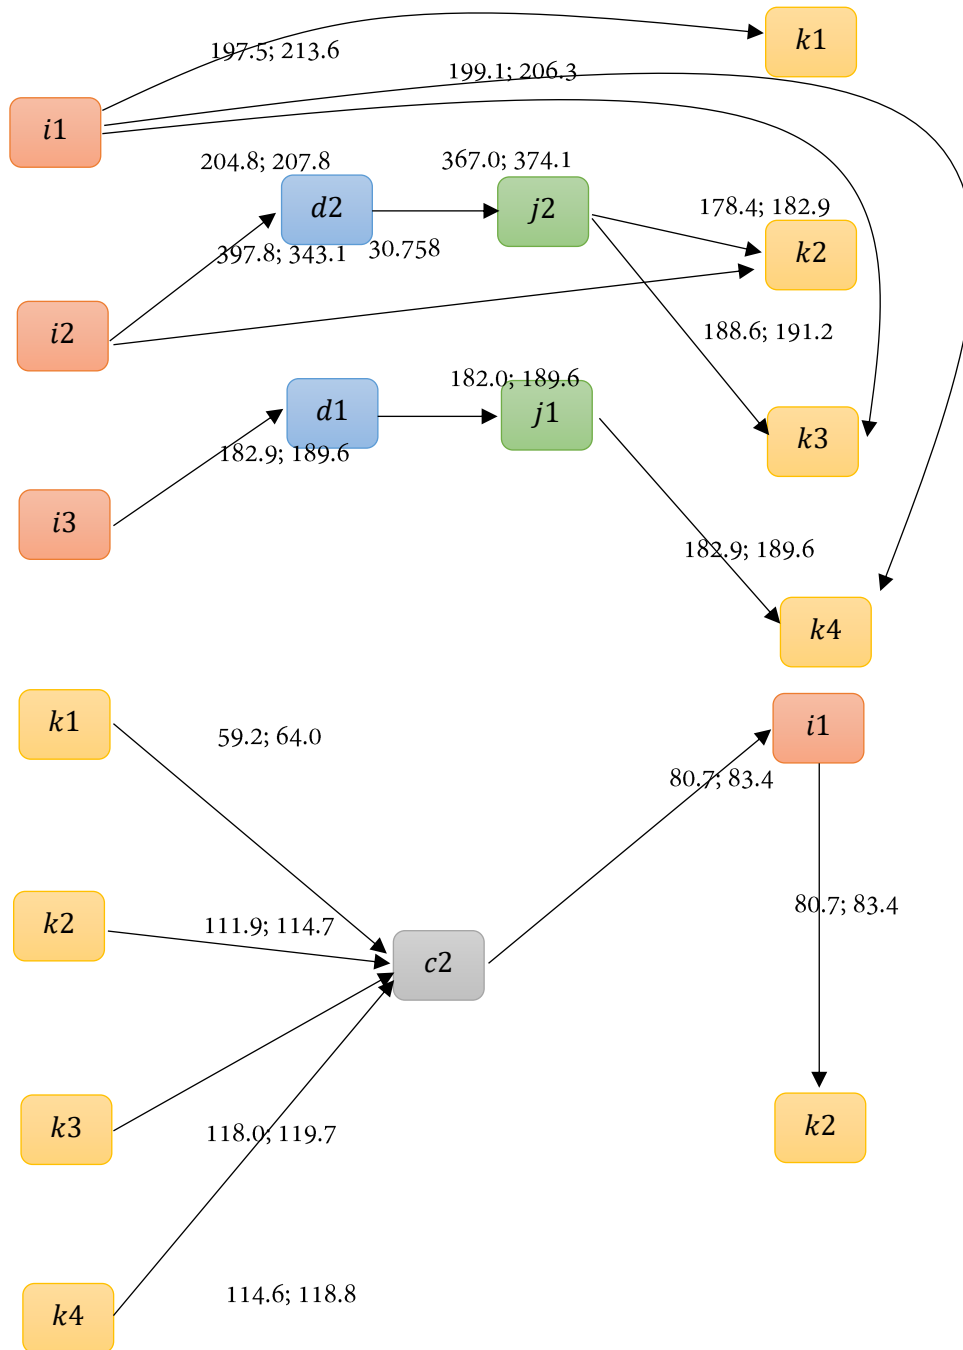 k1
197.5; 213.6
199.1; 206.3
i1
204.8; 207.8
367.0; 374.1
d2
j2
178.4; 182.9
k2
397.8; 343.1
30.758
i2
188.6; 191.2
182.0; 189.6
d1
j1
k3
182.9; 189.6
i3
182.9; 189.6
k4
k1
i1
59.2; 64.0
80.7; 83.4
k2
111.9; 114.7
80.7; 83.4
c2
k3
118.0; 119.7
k2
114.6; 118.8
k4